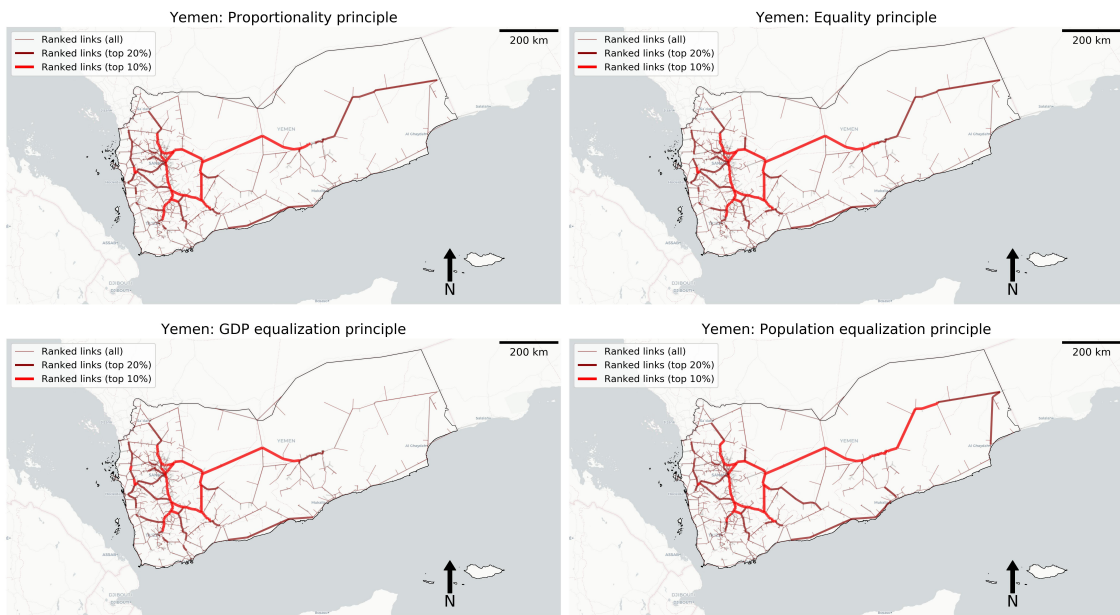 Yemen: Proportionality principle
Ranked links (all)
Ranked links (top 20%)
Ranked links (top 10%)
200 km
YEMEN
N
Yemen: Equality principle
Ranked links (all)
Ranked links (top 20%)
Ranked links (top 10%)
200 km
YEMEN
N
Yemen: GDP equalization principle
Ranked links (all)
Ranked links (top 20%)
Ranked links (top 10%)
200 km
YEMEN
N
Yemen: Population equalization principle
Ranked links (all)
Ranked links (top 20%)
Ranked links (top 10%)
200 km
YEMEN
N